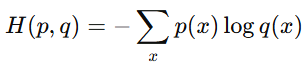 H(p, q) = −∑ₓ p(x) log q(x)